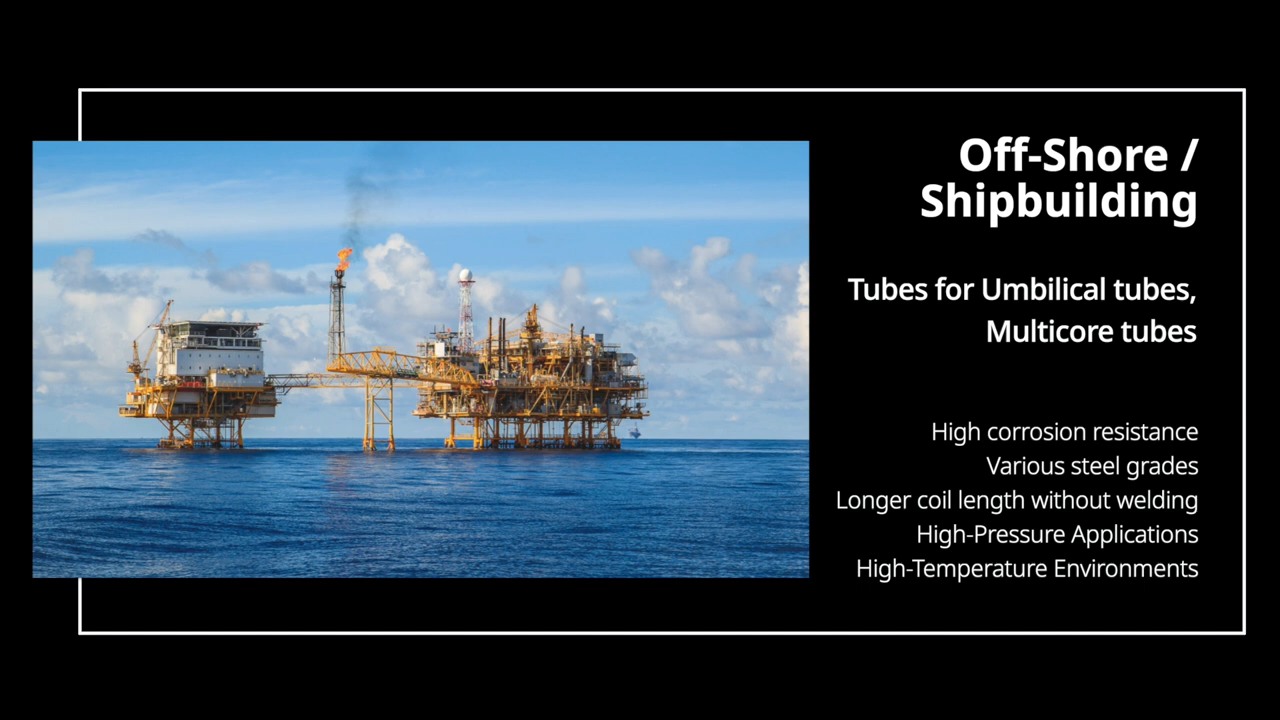 Off-Shore /
Shipbuilding
Tubes for Umbilical tubes,
Multicore tubes
High corrosion resistance
Various steel grades
Longer coil length without welding
High-Pressure Applications
High-Temperature Environments